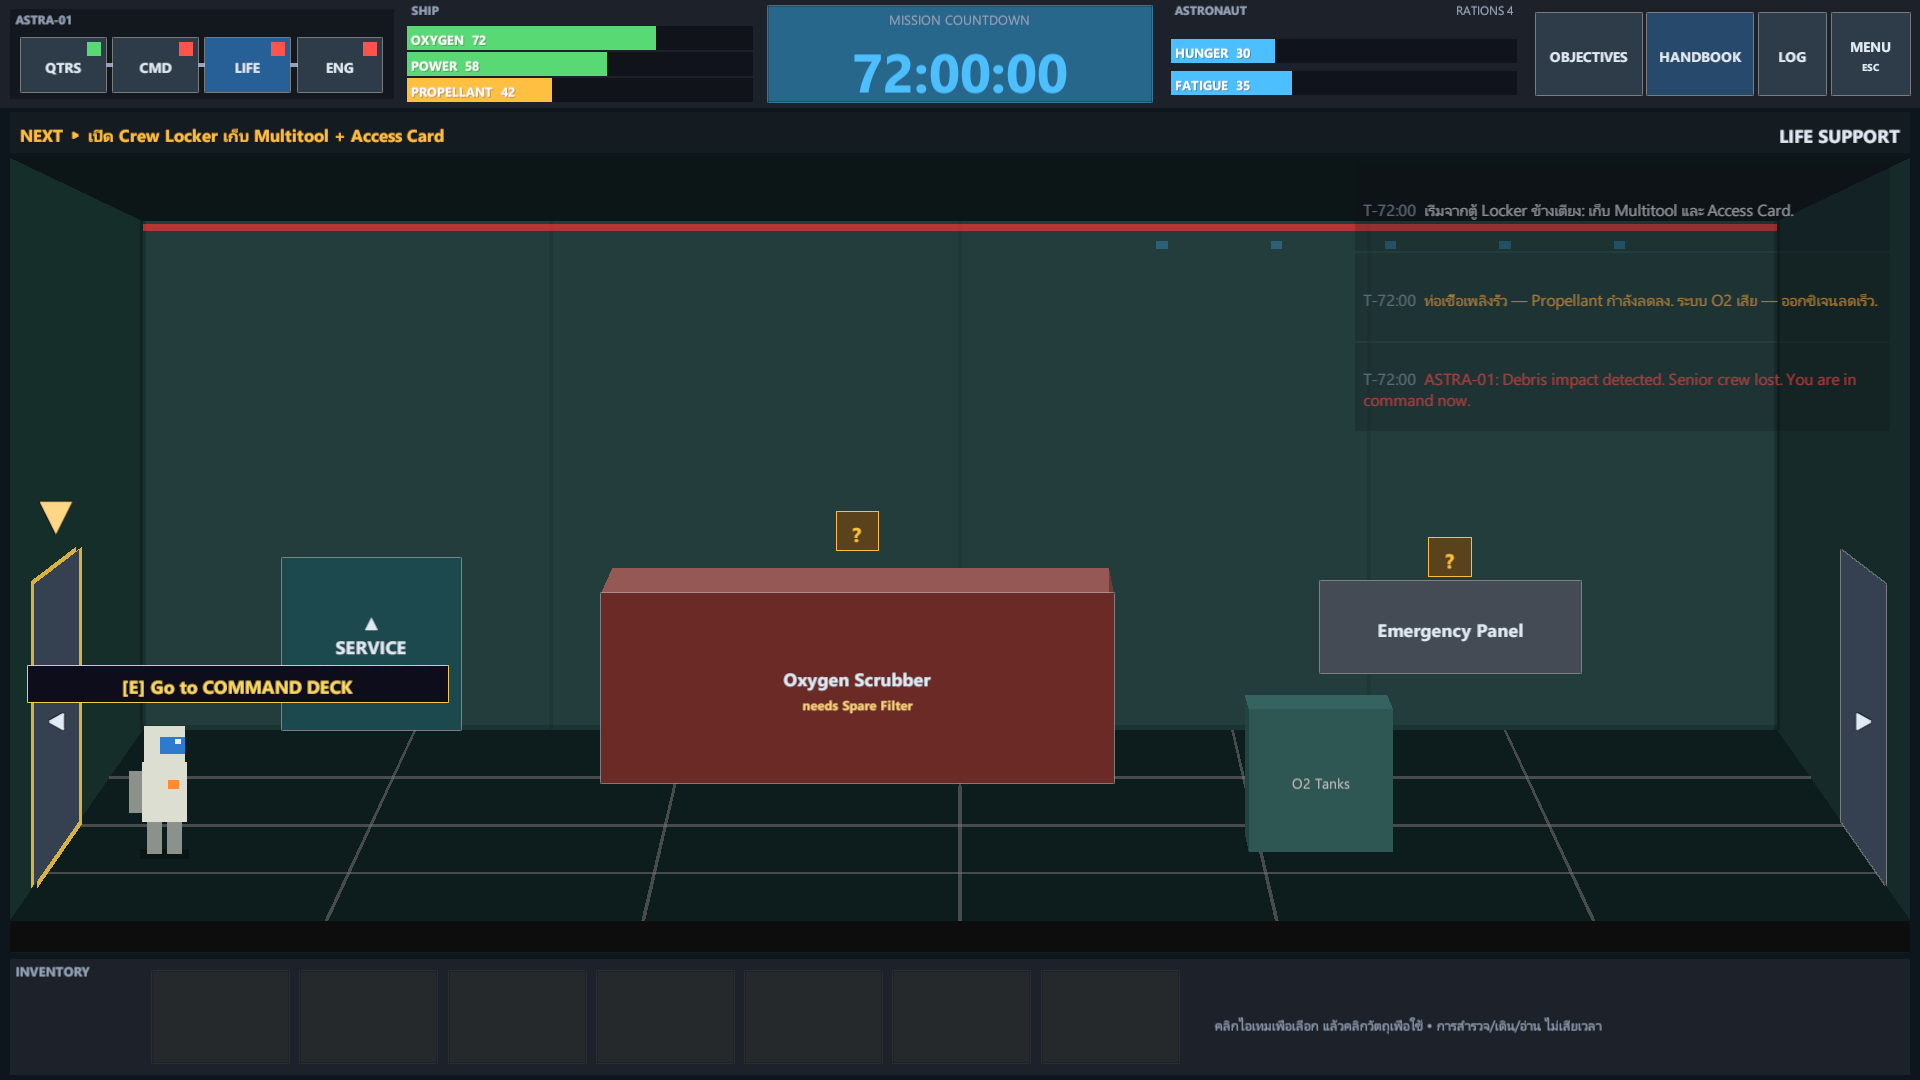 ASTRA-01
QTRS
CMD
LIFE
ENG
SHIP
OXYGEN 72
POWER 58
PROPELLANT 42
MISSION COUNTDOWN
72:00:00
ASTRONAUT
RATIONS 4
HUNGER 30
FATIGUE 35
OBJECTIVES
HANDBOOK
LOG
MENU
ESC
NEXT ▸ เปิด Crew Locker เก็บ Multitool + Access Card
LIFE SUPPORT
T-72:00 เริ่มจากตู้ Locker ข้างเตียง: เก็บ Multitool และ Access Card.
T-72:00 ท่อเชื้อเพลิงรั่ว — Propellant กำลังลดลง. ระบบ O2 เสีย — ออกซิเจนลดเร็ว.
T-72:00 ASTRA-01: Debris impact detected. Senior crew lost. You are in
command now.
?
?
▲
SERVICE
Emergency Panel
[E] Go to COMMAND DECK
Oxygen Scrubber
needs Spare Filter
◀
▶
O2 Tanks
INVENTORY
คลิกไอเทมเพื่อเลือก แล้วคลิกวัตถุเพื่อใช้ • การสำรวจ/เดิน/อ่าน ไม่เสียเวลา